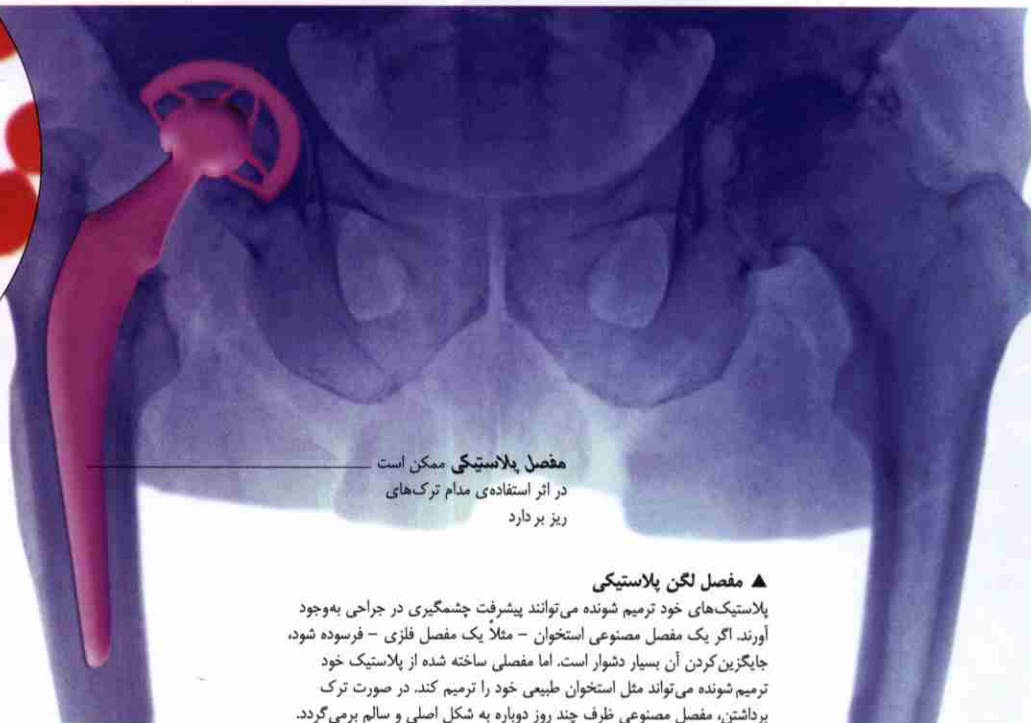 مفصل پلاستیکی ممکن است
در اثر استفاده‌ی مدام ترک‌های
ریز بر دارد
▲ مفصل لگن پلاستیکی
پلاستیک‌های خود ترمیم شونده می‌توانند پیشرفت چشمگیری در جراحی به‌وجود
آورند. اگر یک مفصل مصنوعی استخوان - مثلاً یک مفصل فلزی - فرسوده شود،
جایگزین‌کردن آن بسیار دشوار است. اما مفصلی ساخته شده از پلاستیک خود
ترمیم شونده می‌تواند مثل استخوان طبیعی خود را ترمیم کند. در صورت ترک
برداشتن، مفصل مصنوعی ظرف چند روز دوباره به شکل اصلی و سالم برمی‌گردد.